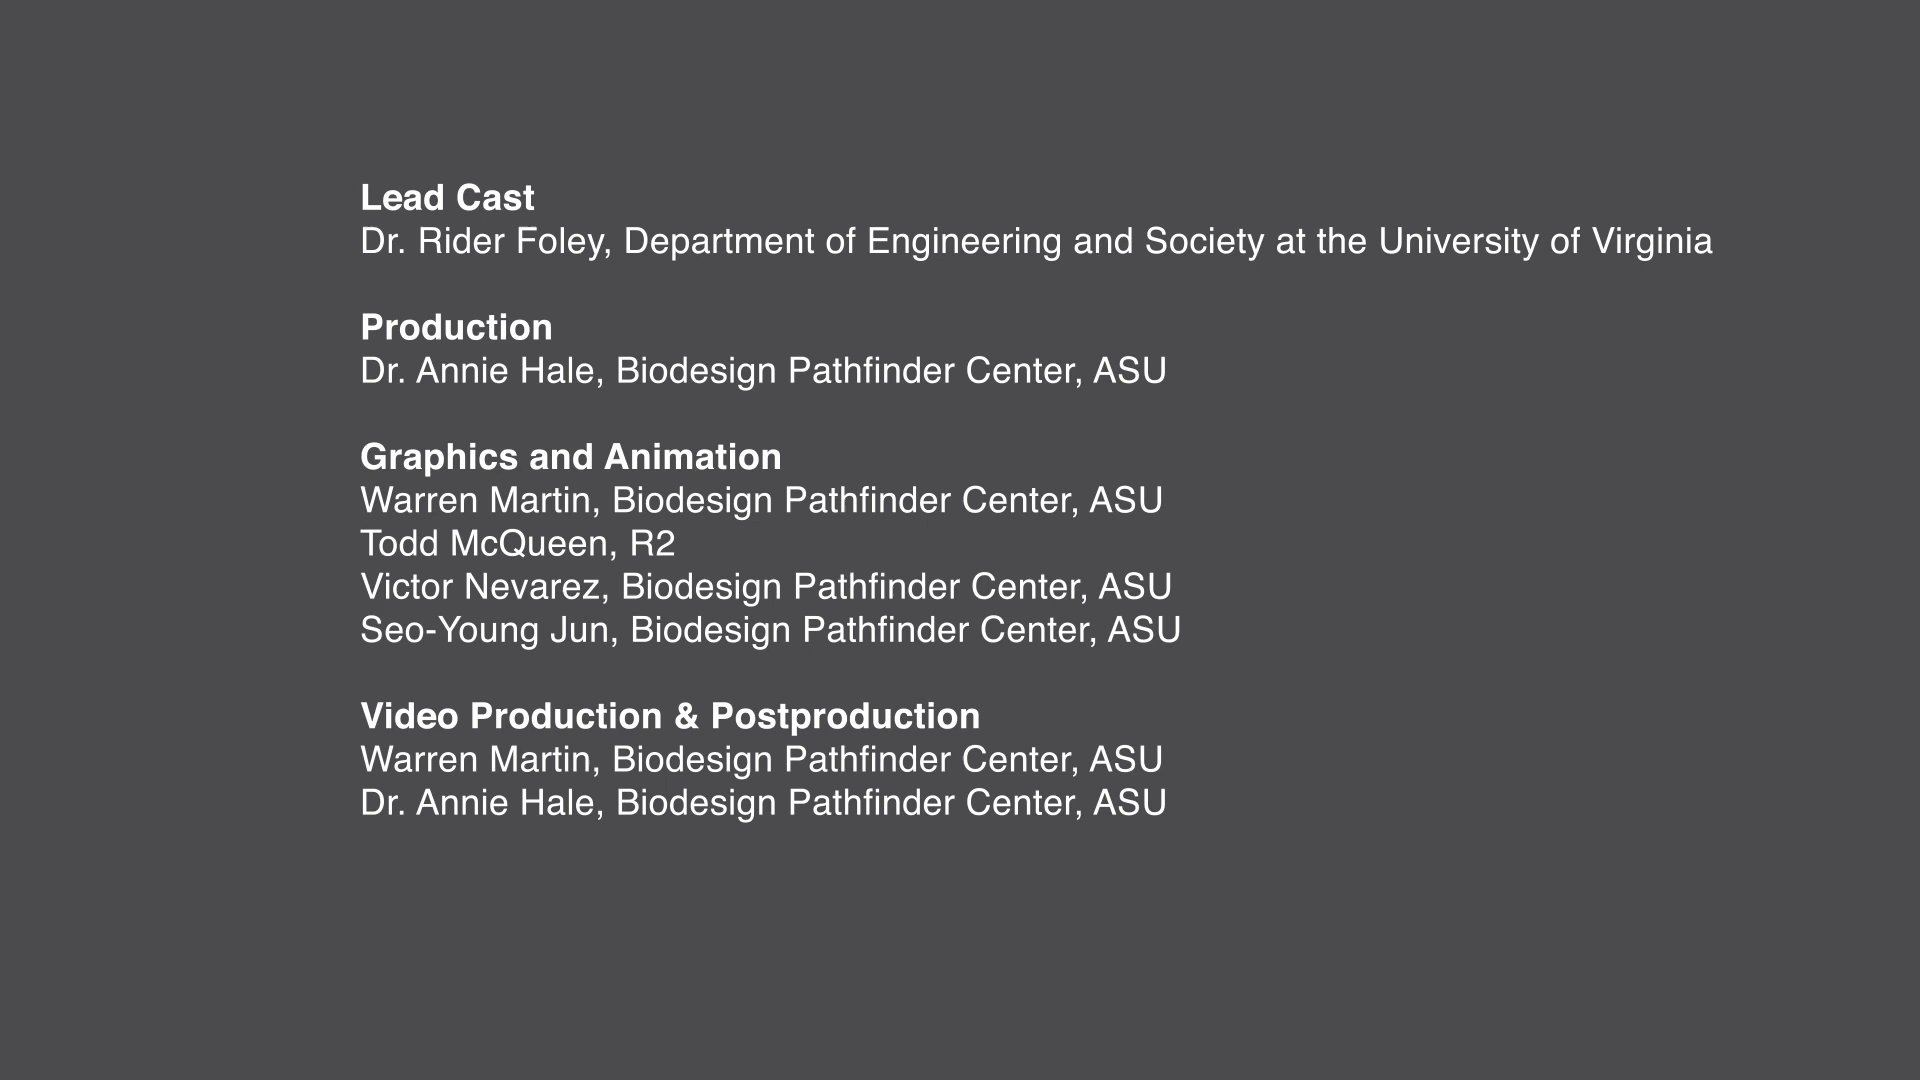 Lead Cast
Dr. Rider Foley, Department of Engineering and Society at the University of Virginia
Production
Dr. Annie Hale, Biodesign Pathfinder Center, ASU
Graphics and Animation
Warren Martin, Biodesign Pathfinder Center, ASU
Todd McQueen, R2
Victor Nevarez, Biodesign Pathfinder Center, ASU
Seo-Young Jun, Biodesign Pathfinder Center, ASU
Video Production & Postproduction
Warren Martin, Biodesign Pathfinder Center, ASU
Dr. Annie Hale, Biodesign Pathfinder Center, ASU